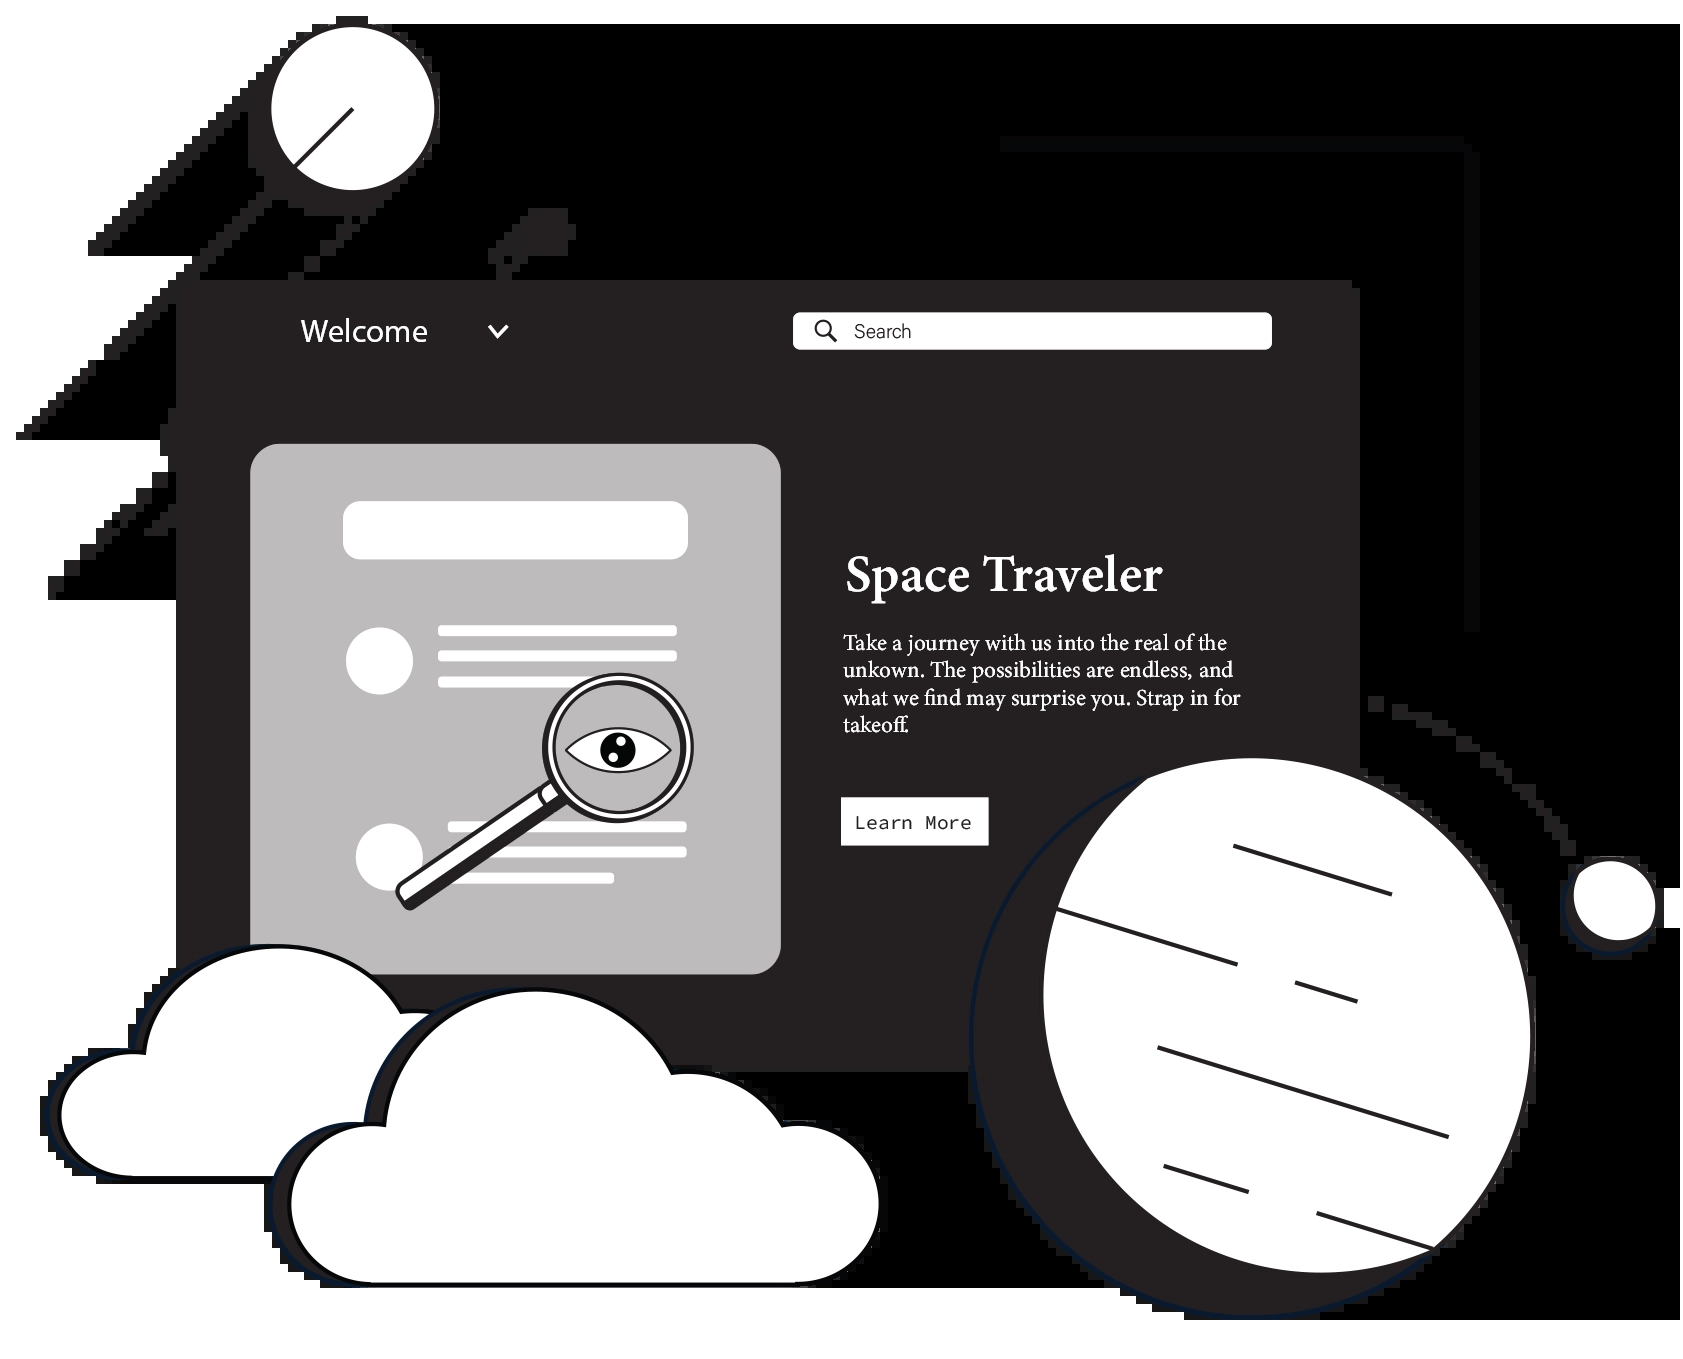 Welcome
Search
Space Traveler
Take a journey with us into the real of the
unkown. The possibilities are endless, and
what we find may surprise you. Strap in for
takeoff.
Learn More